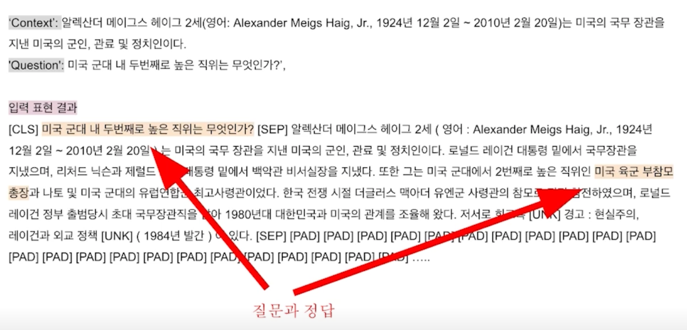 'Context': 알렉산더 메이그스 헤이그 2세(영어: Alexander Meigs Haig, Jr., 1924년 12월 2일 ~ 2010년 2월 20일)는 미국의 국무 장관을
지낸 미국의 군인, 관료 및 정치인이다.
'Question': 미국 군대 내 두번째로 높은 직위는 무엇인가?',
입력 표현 결과
[CLS] 미국 군대 내 두번째로 높은 직위는 무엇인가? [SEP] 알렉산더 메이그스 헤이그 2세 ( 영어 : Alexander Meigs Haig, Jr., 1924년
12월 2일 ~ 2010년 2월 20일 ) 는 미국의 국무 장관을 지낸 미국의 군인, 관료 및 정치인이다. 로널드 레이건 대통령 밑에서 국무장관을
지냈으며, 리처드 닉슨과 제럴드 대통령 밑에서 백악관 비서실장을 지냈다. 또한 그는 미국 군대에서 2번째로 높은 직위인 미국 육군 부참모
총장과 나토 및 미국 군대의 유럽연합 최고사령관이었다. 한국 전쟁 시절 더글러스 맥아더 유엔군 사령관의 참모로 참전하였으며, 로널드
레이건 정부 출범당시 초대 국무장관직을 맡아 1980년대 대한민국과 미국의 관계를 조율해 왔다. 저서로 [UNK] 경고 : 현실주의,
레이건과 외교 정책 [UNK] ( 1984년 발간 ) 이 있다. [SEP] [PAD] [PAD] [PAD] [PAD] [PAD] [PAD] [PAD] [PAD] [PAD]
[PAD] [PAD] [PAD] [PAD] [PAD] [PAD] [PAD] [PAD] [PAD] [PAD] .....
질문과 정답